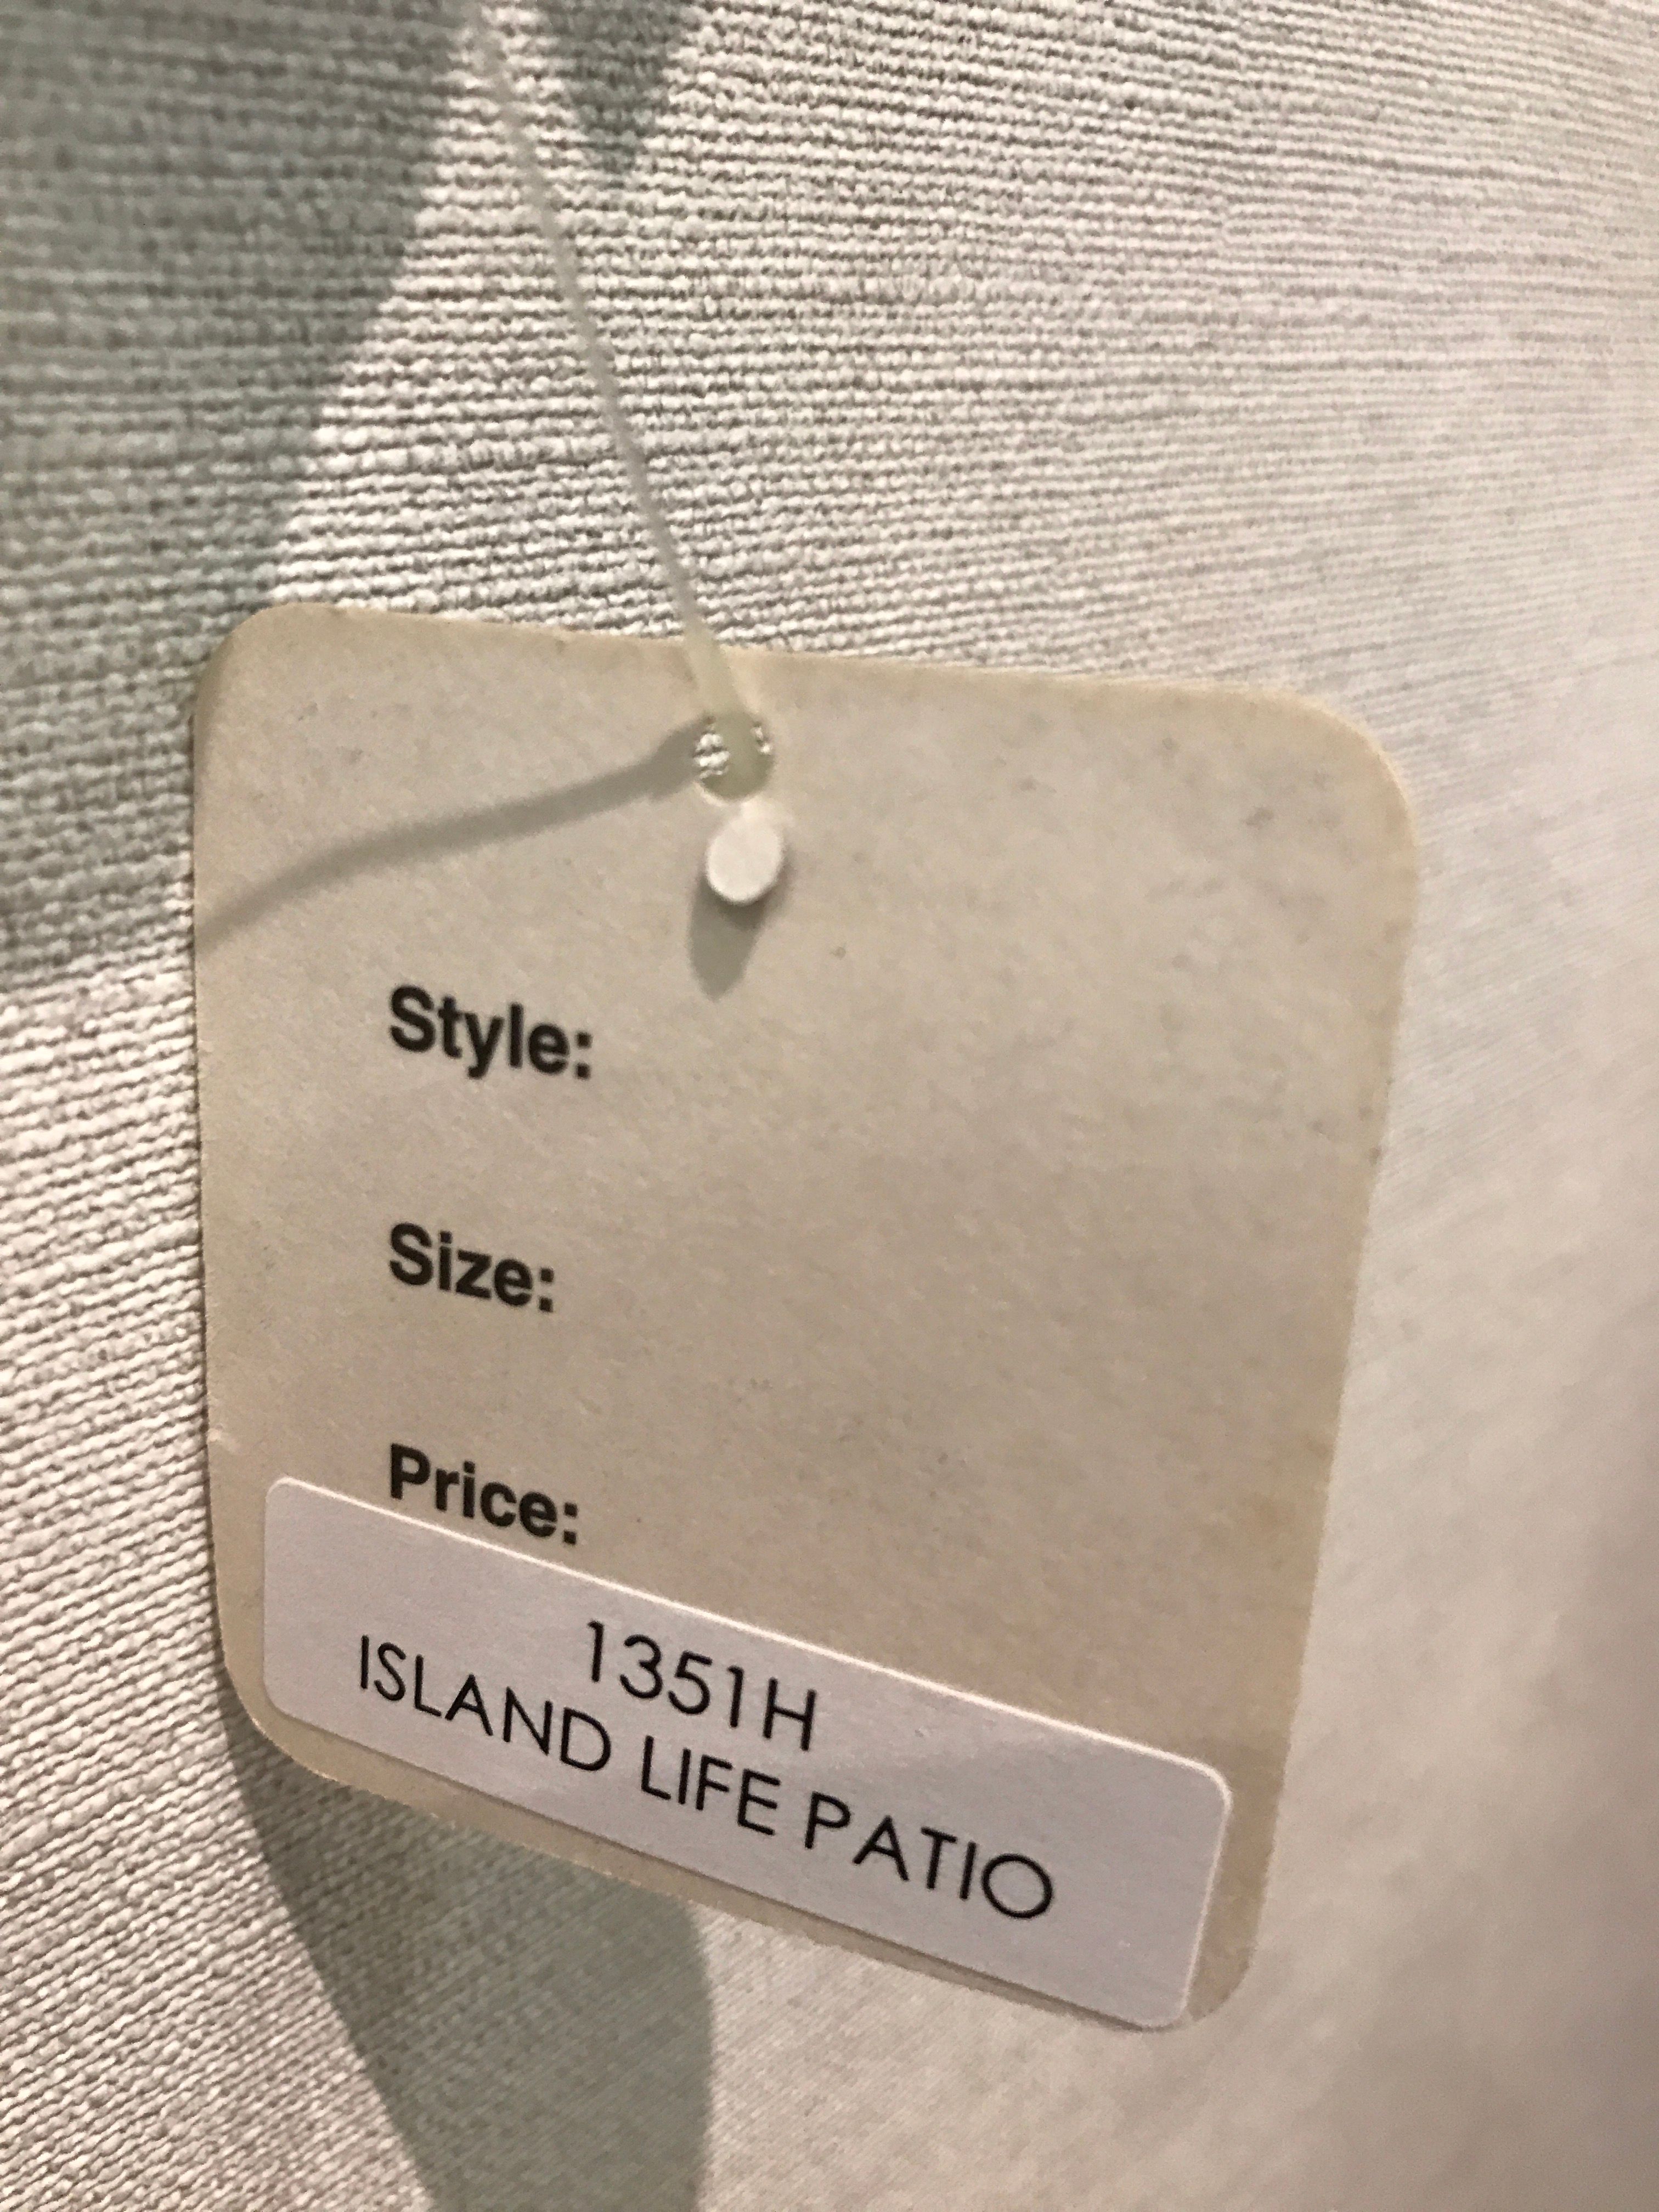 Style:
Size:
Price:
1351H
ISLAND LIFE PATIO